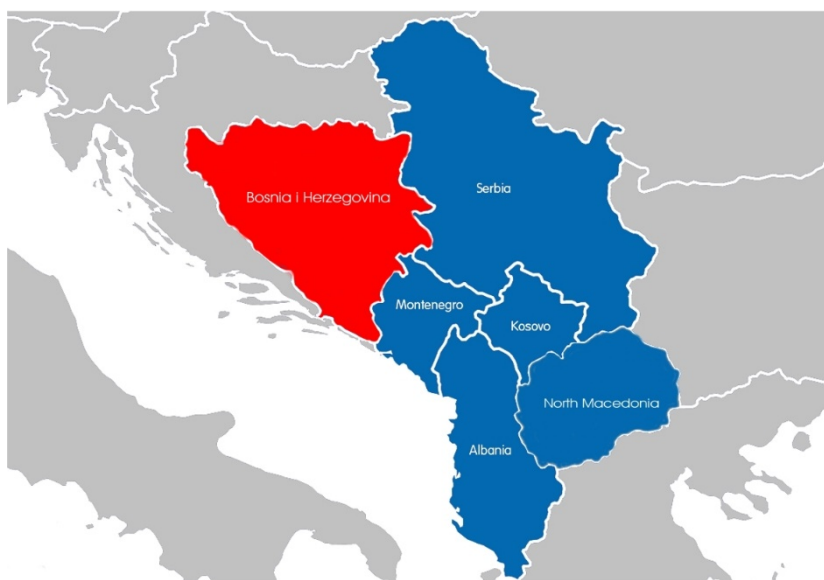 Serbia
Bosnia i Herzegovina
Montenegro
Kosovo
North Macedonia
Albania